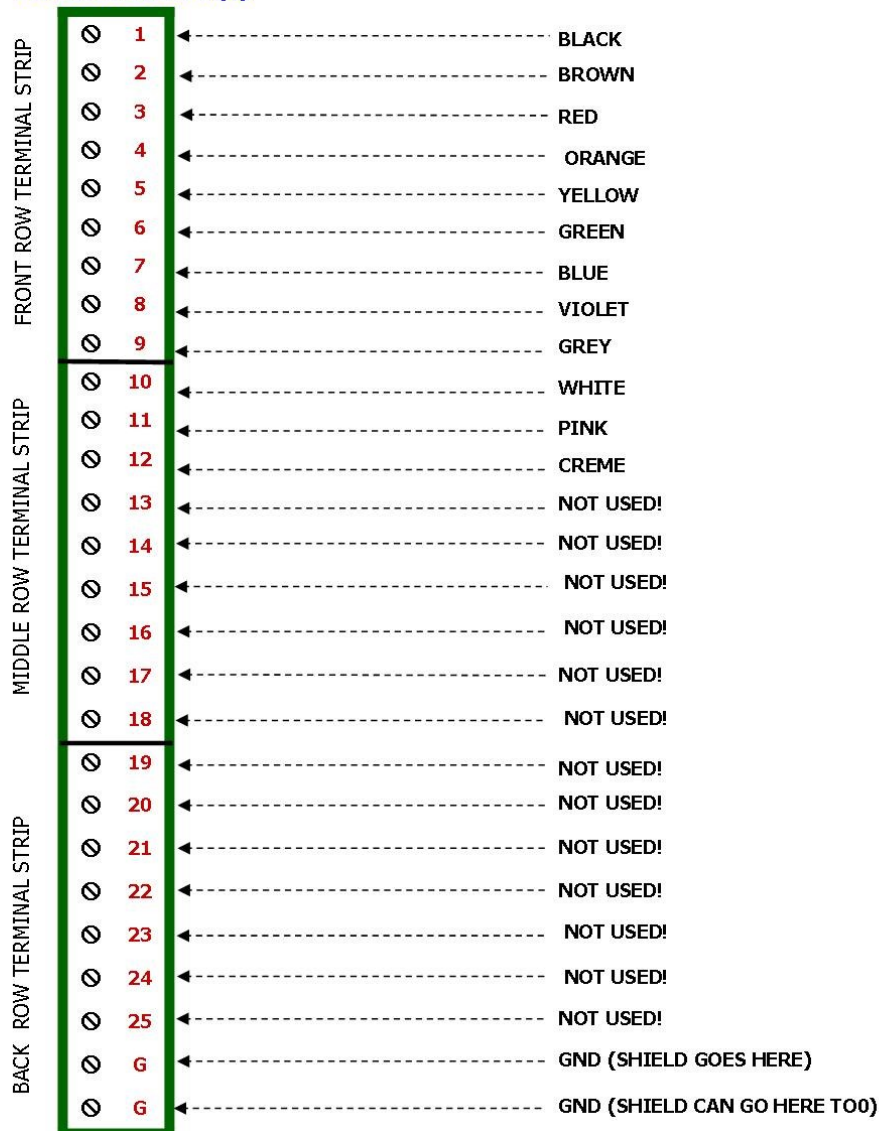 FRONT ROW TERMINAL STRIP
1 BLACK
2 BROWN
3 RED
4 ORANGE
5 YELLOW
6 GREEN
7 BLUE
8 VIOLET
9 GREY
MIDDLE ROW TERMINAL STRIP
10 WHITE
11 PINK
12 CREME
13 NOT USED!
14 NOT USED!
15 NOT USED!
16 NOT USED!
17 NOT USED!
18 NOT USED!
BACK ROW TERMINAL STRIP
19 NOT USED!
20 NOT USED!
21 NOT USED!
22 NOT USED!
23 NOT USED!
24 NOT USED!
25 NOT USED!
G GND (SHIELD GOES HERE)
G GND (SHIELD CAN GO HERE TO0)